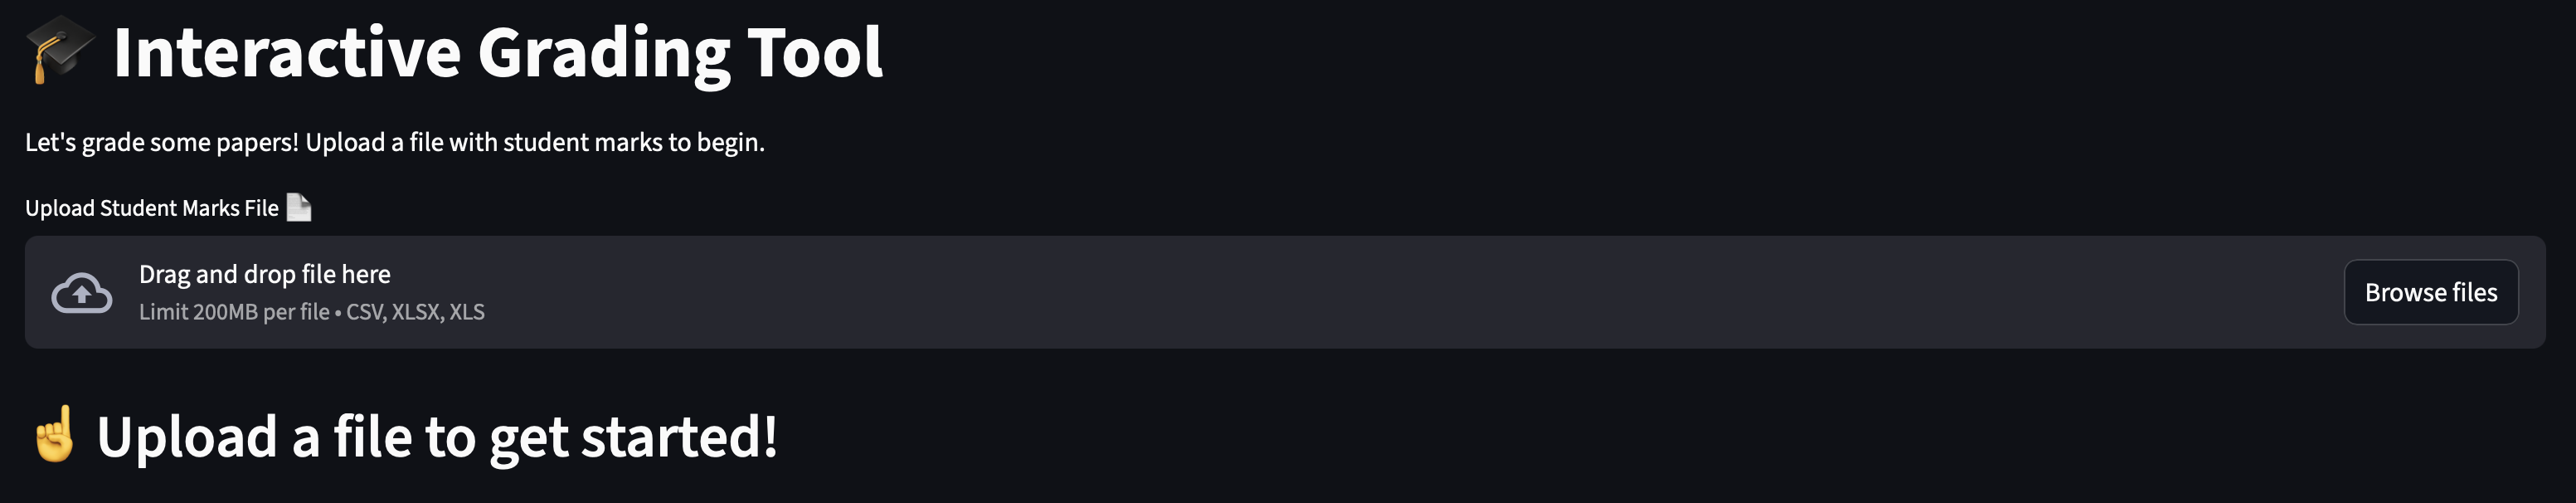 🎓 Interactive Grading Tool
Let's grade some papers! Upload a file with student marks to begin.
Upload Student Marks File 📄
Drag and drop file here
Limit 200MB per file • CSV, XLSX, XLS
Browse files
☝️ Upload a file to get started!